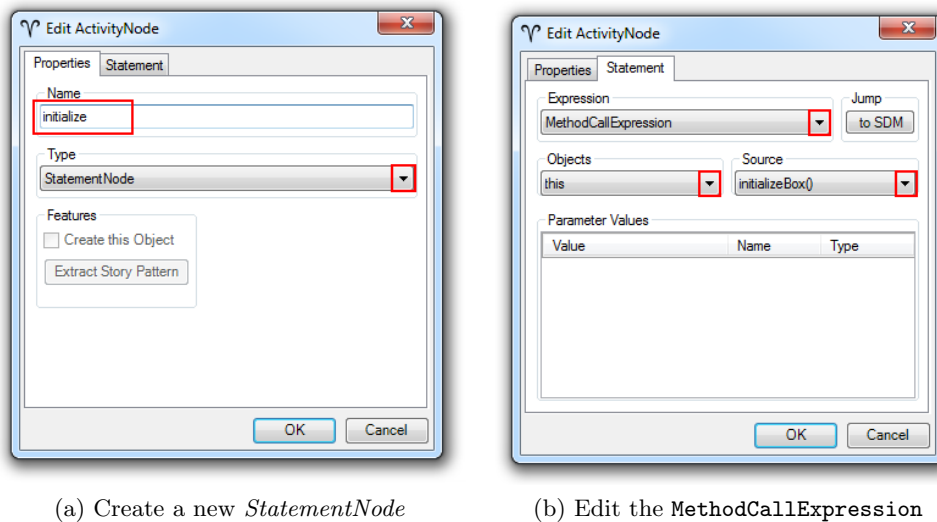 Edit ActivityNode
Properties Statement
Name
initialize
Type
StatementNode
Features
Create this Object
Extract Story Pattern
OK Cancel
(a) Create a new StatementNode
Edit ActivityNode
Properties Statement
Expression Jump
MethodCallExpression to SDM
Objects Source
this initializeBox()
Parameter Values
Value Name Type
OK Cancel
(b) Edit the MethodCallExpression